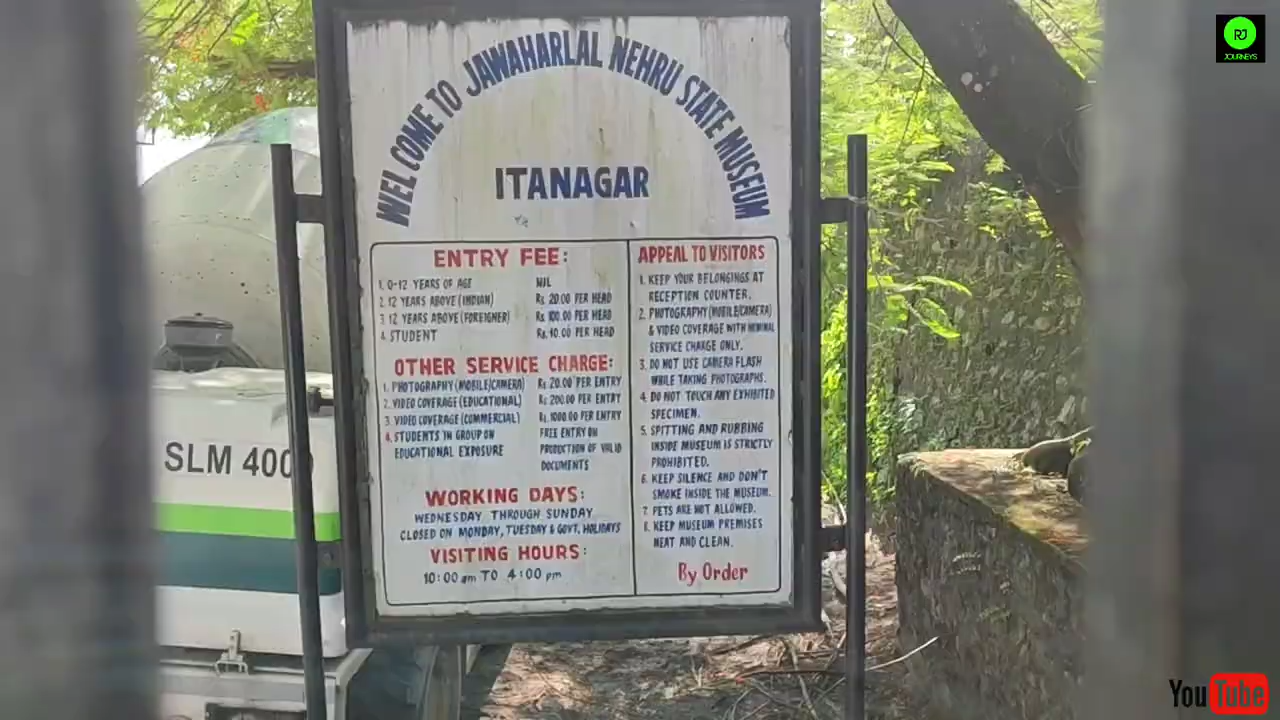 RJ
JOURNEYS
WEL COME TO JAWAHARLAL NEHRU STATE MUSEUM
ITANAGAR
ENTRY FEE:
1. 0-12 YEARS OF AGE NIL
2. 12 YEARS ABOVE (INDIAN) Rs. 20.00 PER HEAD
3. 12 YEARS ABOVE (FOREIGNER) Rs. 100.00 PER HEAD
4. STUDENT Rs. 10.00 PER HEAD
OTHER SERVICE CHARGE:
1. PHOTOGRAPHY (MOBILE/CAMERA) Rs. 20.00 PER ENTRY
2. VIDEO COVERAGE (EDUCATIONAL) Rs. 200.00 PER ENTRY
3. VIDEO COVERAGE (COMMERCIAL) Rs. 1000.00 PER ENTRY
4. STUDENTS IN GROUP ON FREE ENTRY ON
EDUCATIONAL EXPOSURE PRODUCTION OF VALID
DOCUMENTS
WORKING DAYS:
WEDNESDAY THROUGH SUNDAY
CLOSED ON MONDAY, TUESDAY & GOVT. HOLIDAYS
VISITING HOURS:
10:00 am TO 4:00 pm
APPEAL TO VISITORS
1. KEEP YOUR BELONGINGS AT
RECEPTION COUNTER.
2. PHOTOGRAPHY (MOBILE/CAMERA)
& VIDEO COVERAGE WITH NOMINAL
SERVICE CHARGE ONLY.
3. DO NOT USE CAMERA FLASH
WHILE TAKING PHOTOGRAPHS.
4. DO NOT TOUCH ANY EXHIBITED
SPECIMEN.
5. SPITTING AND RUBBING
INSIDE MUSEUM IS STRICTLY
PROHIBITED.
6. KEEP SILENCE AND DON'T
SMOKE INSIDE THE MUSEUM.
7. PETS ARE NOT ALLOWED.
8. KEEP MUSEUM PREMISES
NEAT AND CLEAN.
By Order
SLM 400
YouTube